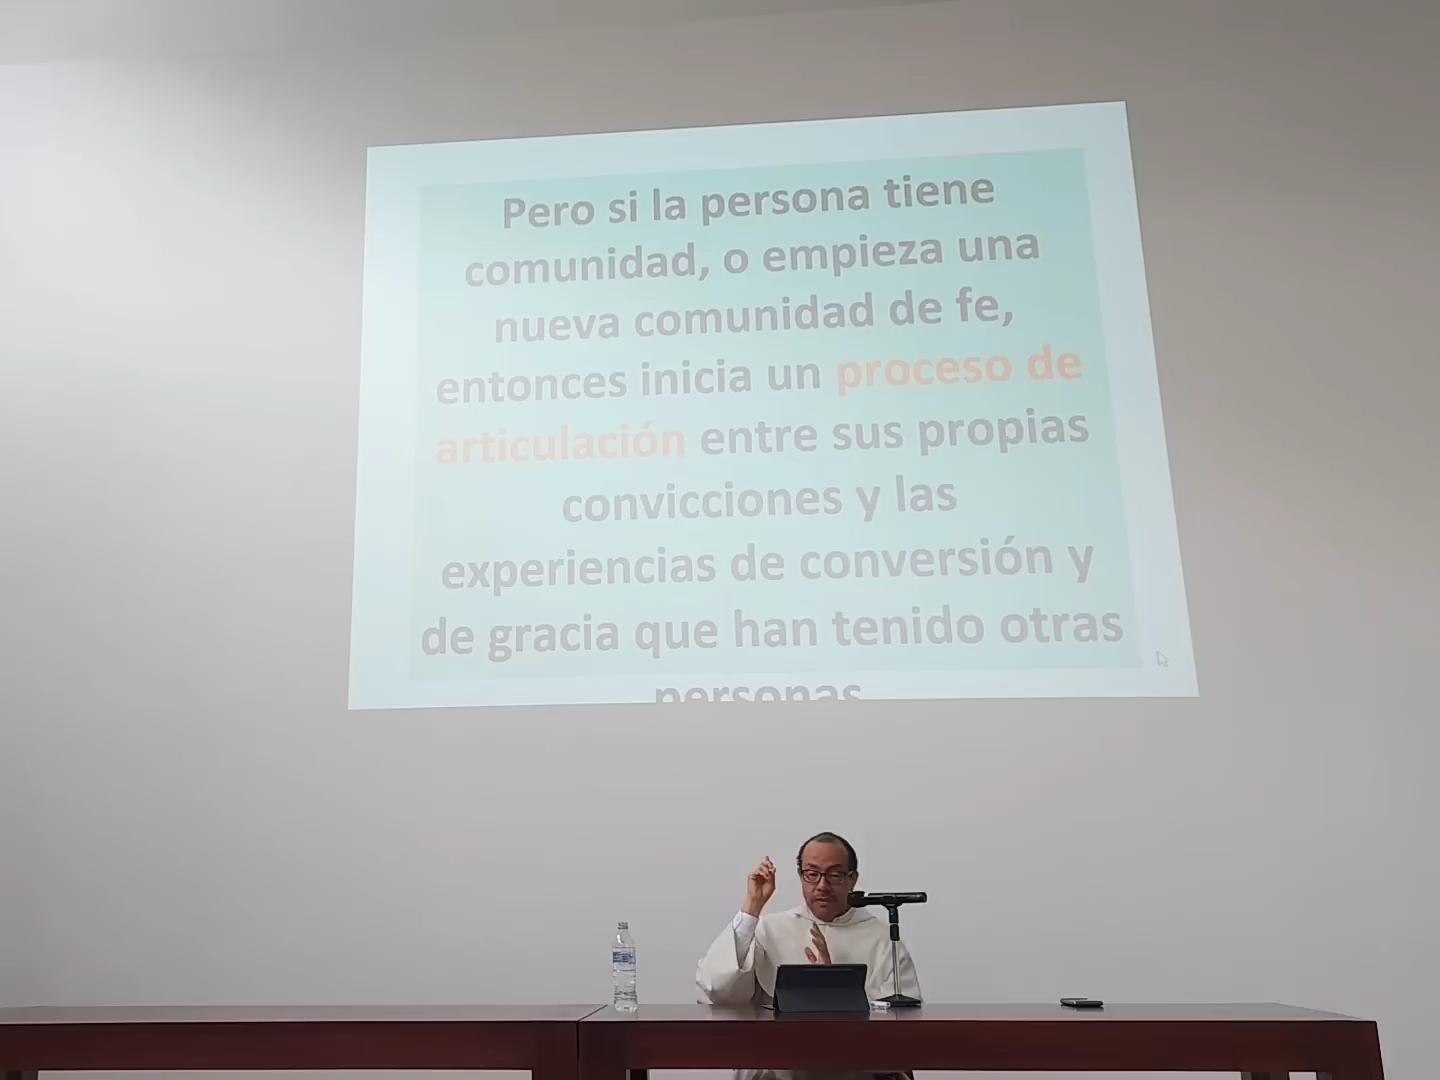 Pero si la persona tiene
comunidad, o empieza una
nueva comunidad de fe,
entonces inicia un proceso de
articulación entre sus propias
convicciones y las
experiencias de conversión y
de gracia que han tenido otras
personas